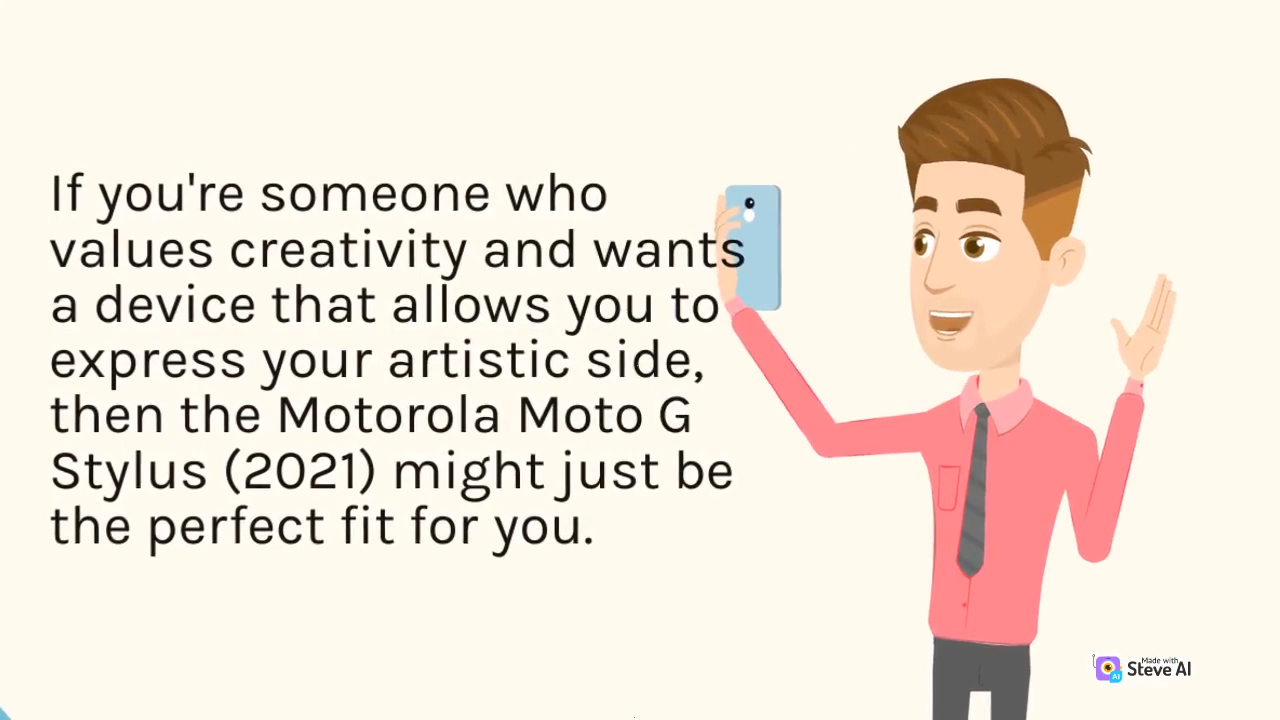 If you're someone who
values creativity and wants
a device that allows you to
express your artistic side,
then the Motorola Moto G
Stylus (2021) might just be
the perfect fit for you.
Made with
Steve AI
AI